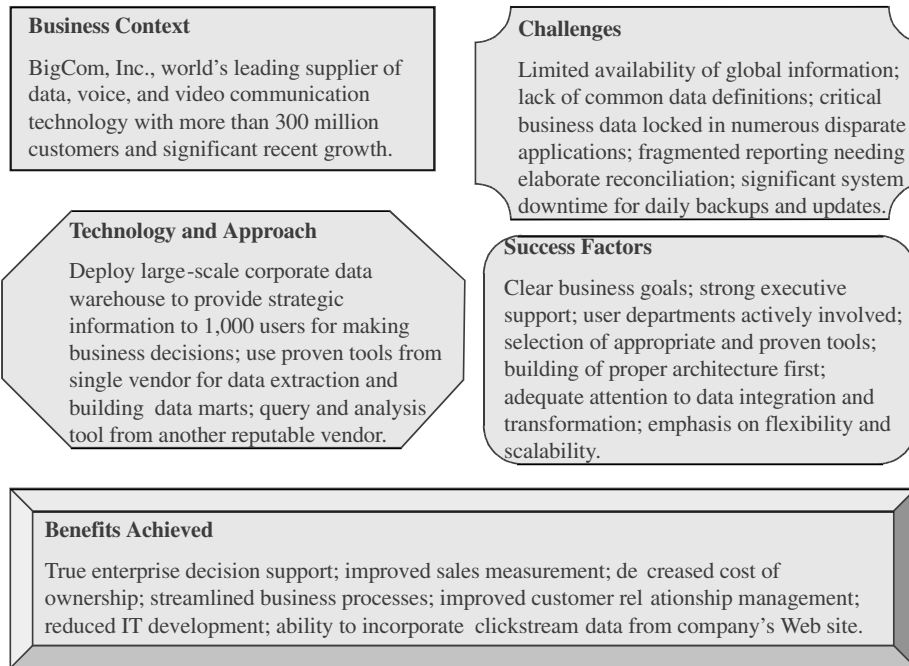 Business Context
BigCom, Inc., world's leading supplier of
data, voice, and video communication
technology with more than 300 million
customers and significant recent growth.
Challenges
Limited availability of global information;
lack of common data definitions; critical
business data locked in numerous disparate
applications; fragmented reporting needing
elaborate reconciliation; significant system
downtime for daily backups and updates.
Technology and Approach
Deploy large-scale corporate data
warehouse to provide strategic
information to 1,000 users for making
business decisions; use proven tools from
single vendor for data extraction and
building data marts; query and analysis
tool from another reputable vendor.
Success Factors
Clear business goals; strong executive
support; user departments actively involved;
selection of appropriate and proven tools;
building of proper architecture first;
adequate attention to data integration and
transformation; emphasis on flexibility and
scalability.
Benefits Achieved
True enterprise decision support; improved sales measurement; de creased cost of
ownership; streamlined business processes; improved customer rel ationship management;
reduced IT development; ability to incorporate clickstream data from company's Web site.